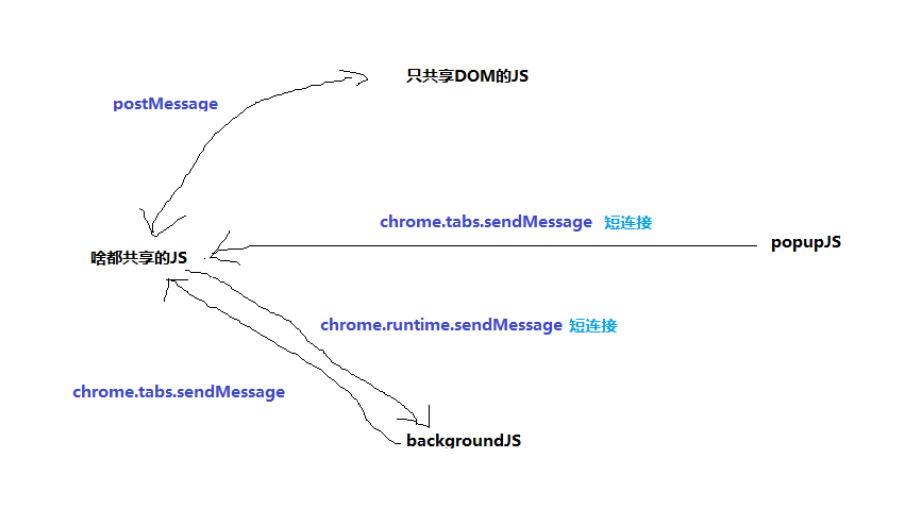 只共享DOM的JS
postMessage
chrome.tabs.sendMessage 短连接
popupJS
啥都共享的JS
chrome.runtime.sendMessage 短连接
chrome.tabs.sendMessage
backgroundJS